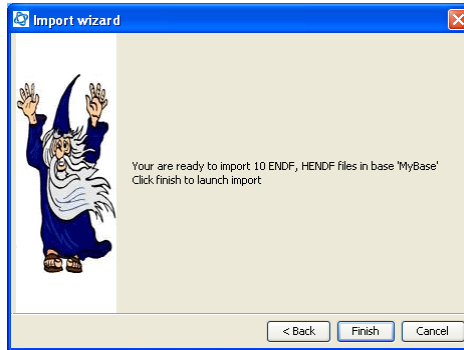 Import wizard
Your are ready to import 10 ENDF, HENDF files in base 'MyBase'
Click finish to launch import
< Back Finish Cancel